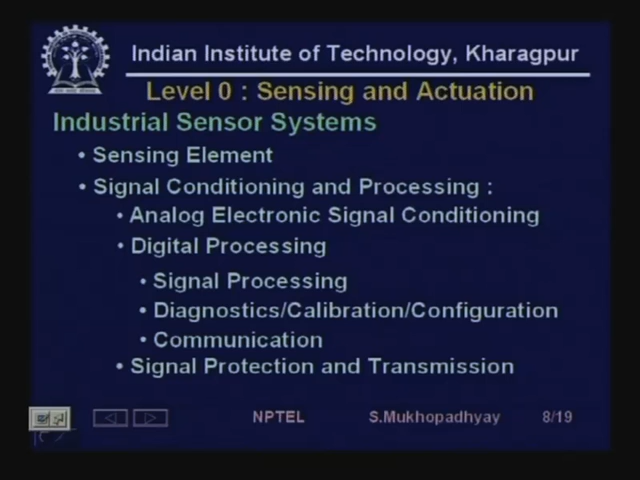 Indian Institute of Technology, Kharagpur
Level 0 : Sensing and Actuation
Industrial Sensor Systems
• Sensing Element
• Signal Conditioning and Processing :
• Analog Electronic Signal Conditioning
• Digital Processing
• Signal Processing
• Diagnostics/Calibration/Configuration
• Communication
• Signal Protection and Transmission
NPTEL S.Mukhopadhyay 8/19